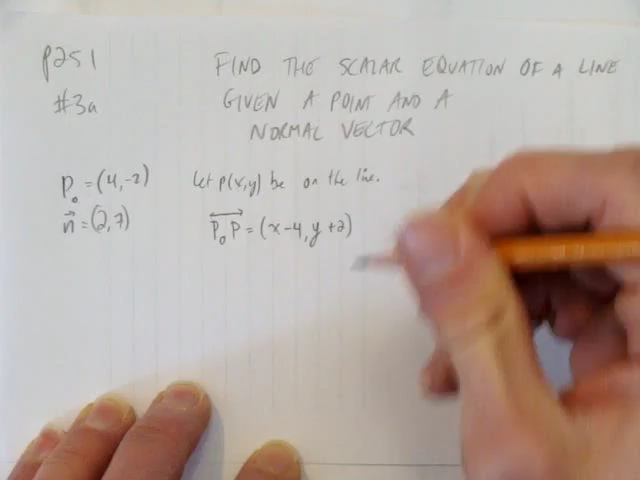 p251
#3a
FIND THE SCALAR EQUATION OF A LINE
GIVEN A POINT AND A
NORMAL VECTOR
P₀ = (4,-2)
n⃗ = (2,7)
Let P(x,y) be on the line.
P₀P = (x-4, y+2)